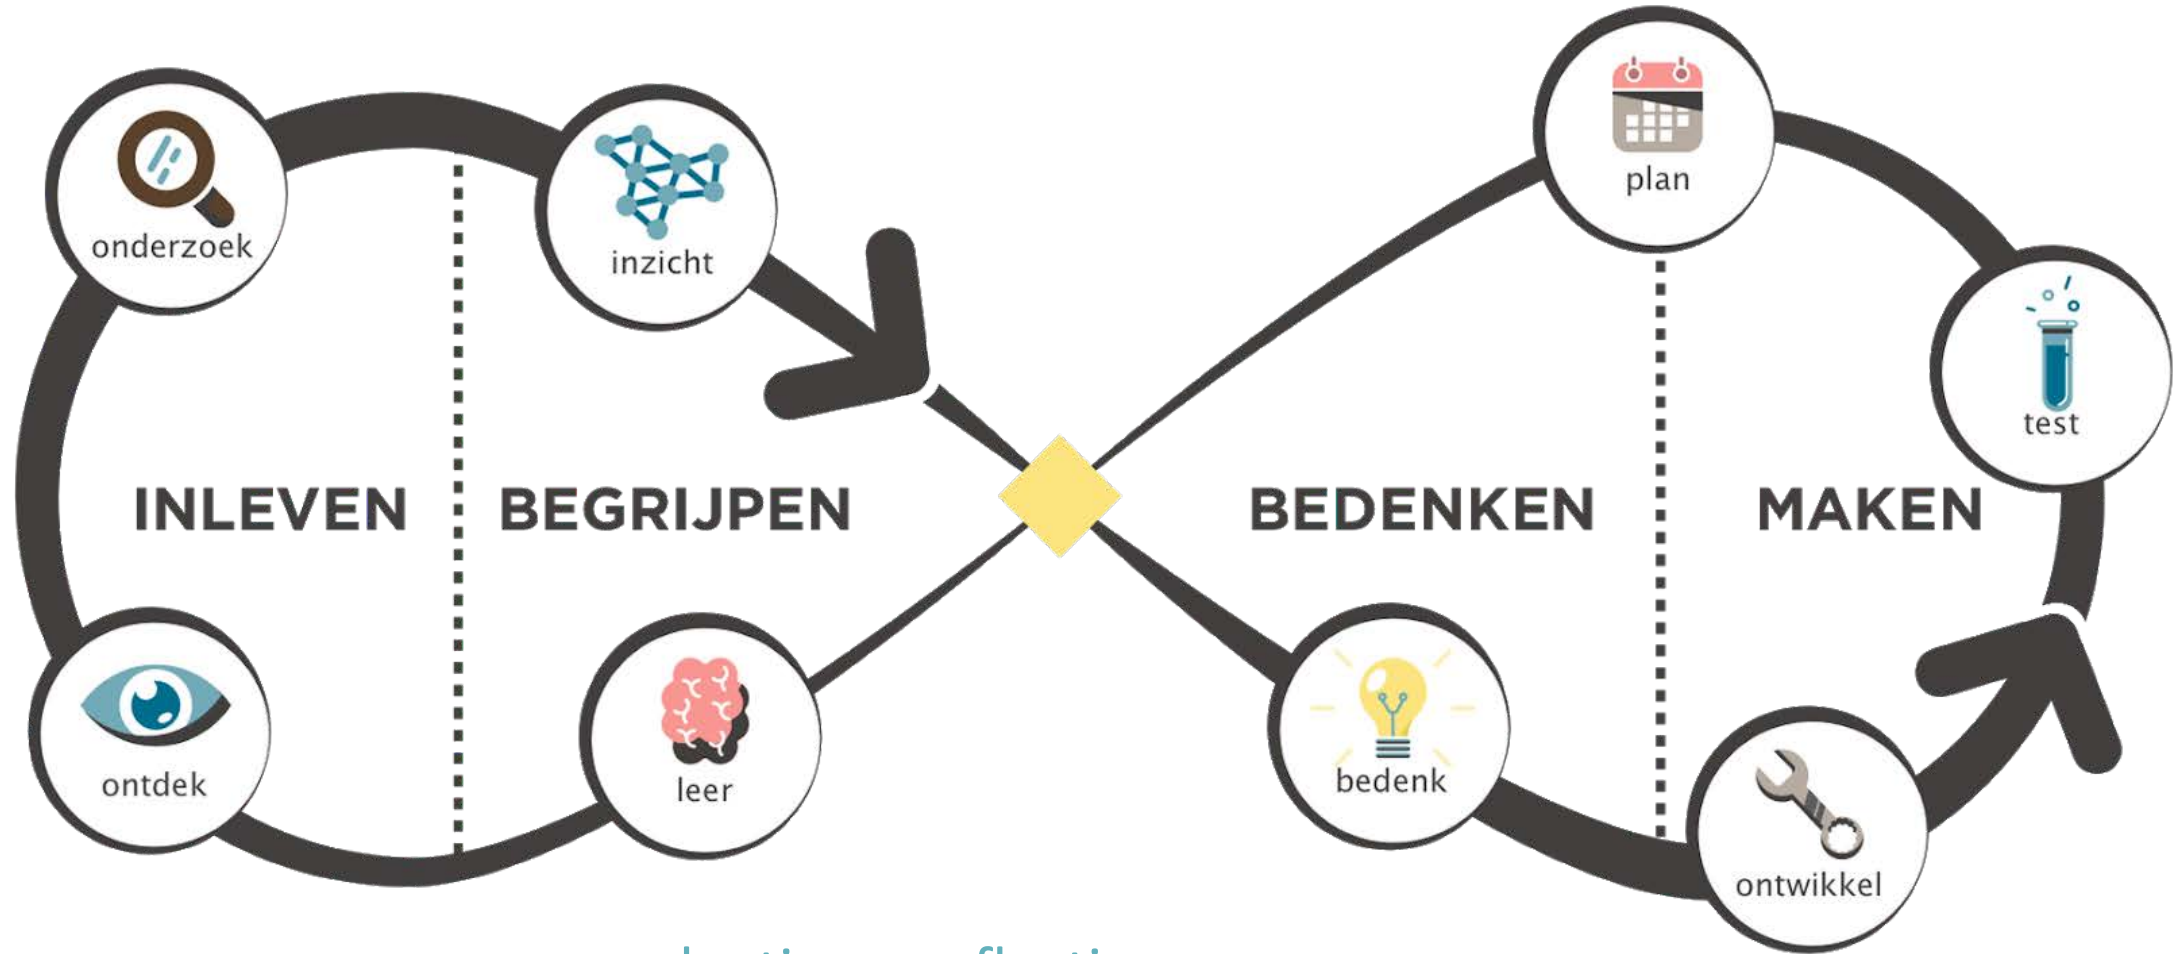 plan
onderzoek
inzicht
test
INLEVEN
BEGRIJPEN
BEDENKEN
MAKEN
ontdek
leer
bedenk
ontwikkel